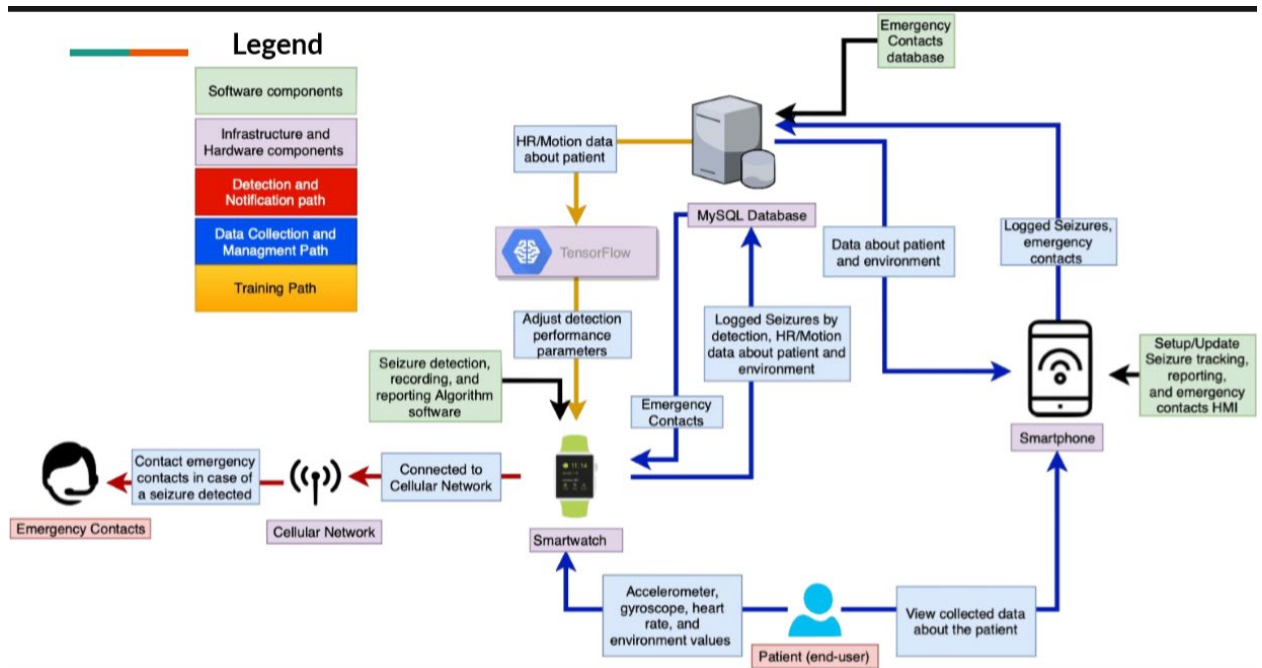 Legend
Software components
Infrastructure and
Hardware components
Detection and
Notification path
Data Collection and
Managment Path
Training Path
Emergency
Contacts
database
HR/Motion data
about patient
MySQL Database
TensorFlow
Data about patient
and environment
Logged Seizures,
emergency
contacts
Adjust detection
performance
parameters
Logged Seizures by
detection, HR/Motion
data about patient and
environment
Seizure detection,
recording, and
reporting Algorithm
software
Setup/Update
Seizure tracking,
reporting,
and emergency
contacts HMI
Emergency
Contacts
Smartphone
Contact emergency
contacts in case of
a seizure detected
Connected to
Cellular Network
11:14
Emergency Contacts
Cellular Network
Smartwatch
Accelerometer,
gyroscope, heart
rate, and
environment values
View collected data
about the patient
Patient (end-user)